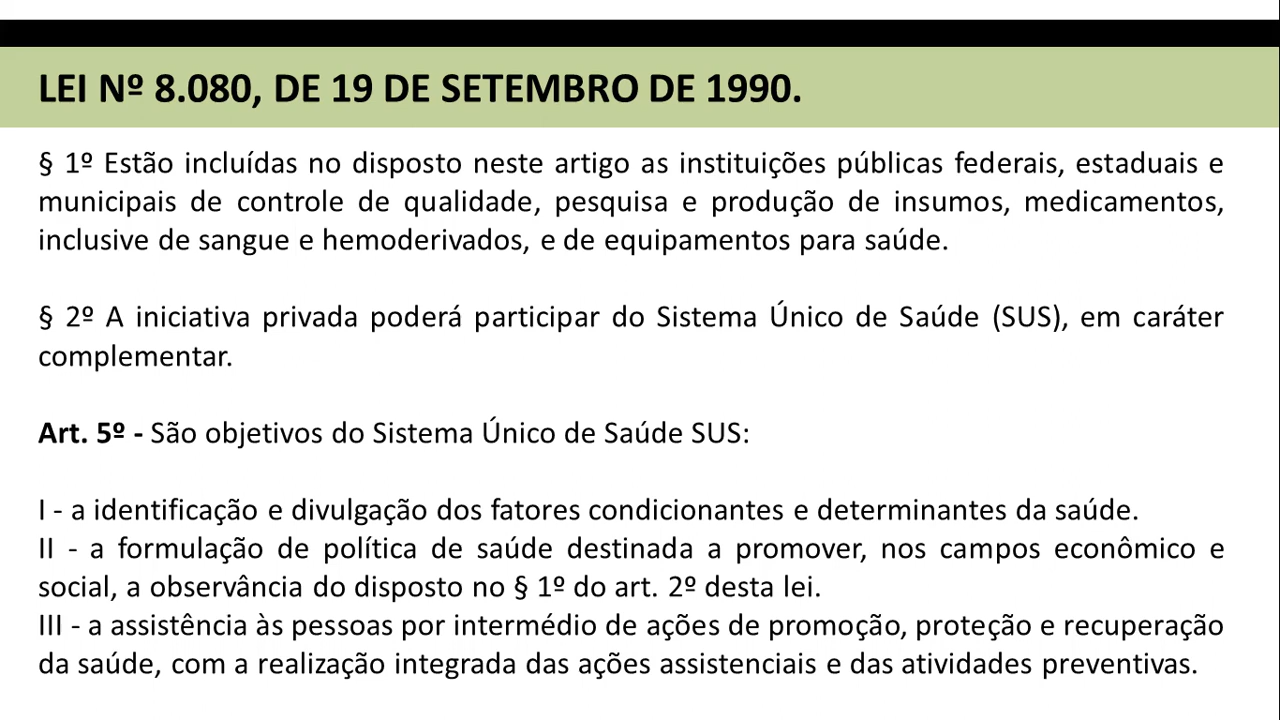 LEI Nº 8.080, DE 19 DE SETEMBRO DE 1990.
§ 1º Estão incluídas no disposto neste artigo as instituições públicas federais, estaduais e
municipais de controle de qualidade, pesquisa e produção de insumos, medicamentos,
inclusive de sangue e hemoderivados, e de equipamentos para saúde.
§ 2º A iniciativa privada poderá participar do Sistema Único de Saúde (SUS), em caráter
complementar.
Art. 5º - São objetivos do Sistema Único de Saúde SUS:
I - a identificação e divulgação dos fatores condicionantes e determinantes da saúde.
II - a formulação de política de saúde destinada a promover, nos campos econômico e
social, a observância do disposto no § 1º do art. 2º desta lei.
III - a assistência às pessoas por intermédio de ações de promoção, proteção e recuperação
da saúde, com a realização integrada das ações assistenciais e das atividades preventivas.